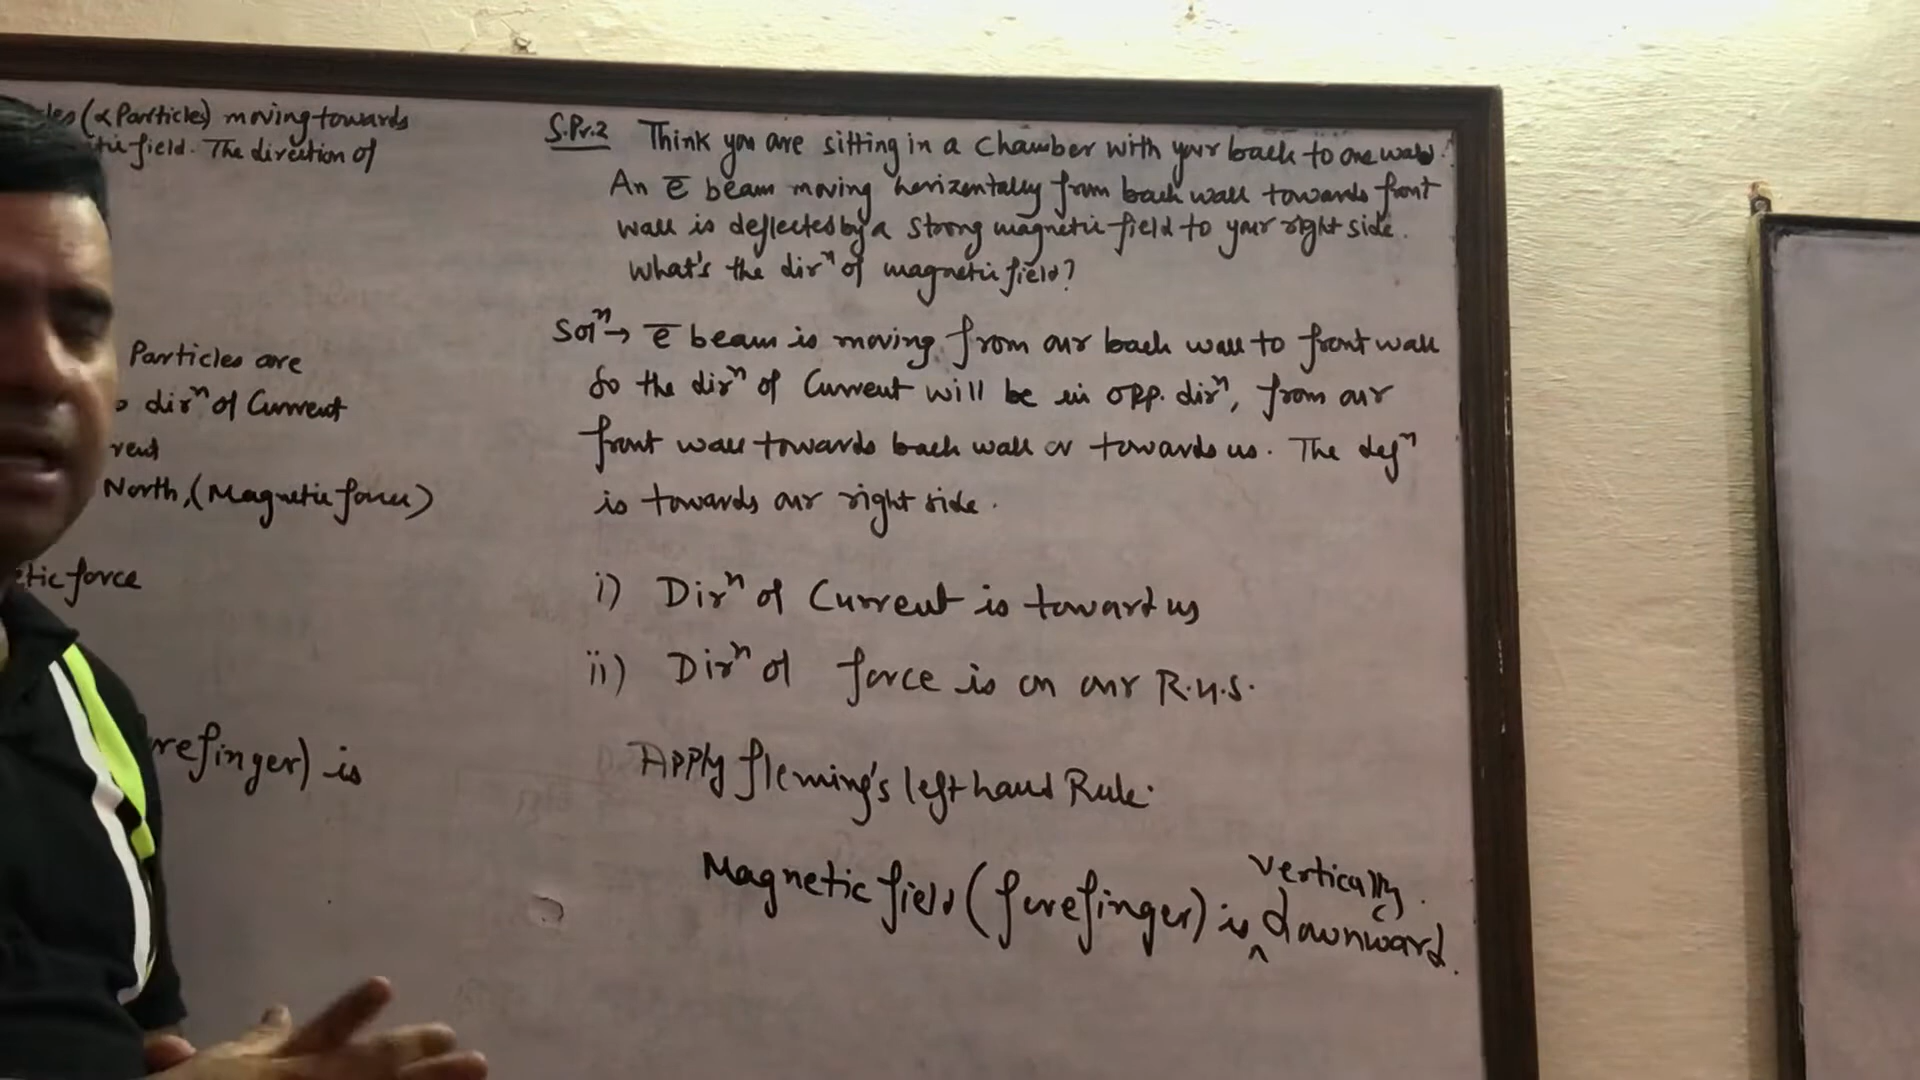 (α Particles) moving towards
field. The direction of
Particles are
dirⁿ of Current
North, (Magnetic force)
force
is
S.Pr.2 Think you are sitting in a chamber with your back to one wall.
An e̅ beam moving horizentally from back wall towards front
wall is deflected by a strong magnetic field to your right side.
What's the dirⁿ of magnetic field?
Solⁿ→ e̅ beam is moving from our back wall to front wall
So the dirⁿ of Current will be in opp. dirⁿ, from our
front wall towards back wall or towards us. The defⁿ
is towards our right side.
i) Dirⁿ of Current is toward us
ii) Dirⁿ of force is on our R.H.S.
Apply fleming's left hand Rule.
vertically
Magnetic field (forefinger) is ^ downward.